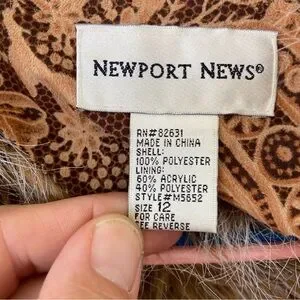 NEWPORT NEWS®
RN#82631
MADE IN CHINA
SHELL:
100% POLYESTER
LINING:
60% ACRYLIC
40% POLYESTER
STYLE#M5652
SIZE 12
FOR CARE
SEE REVERSE